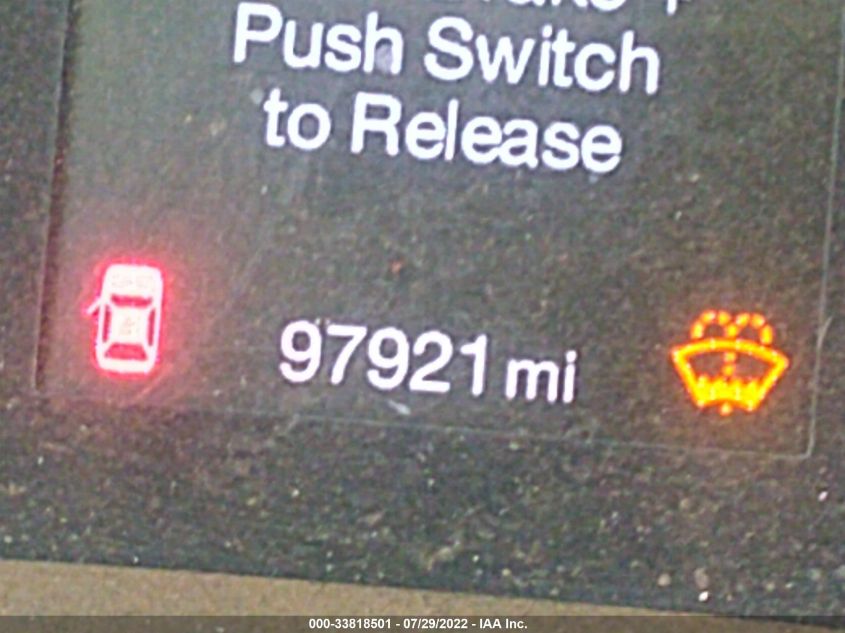 Push Switch
to Release
97921 mi
000-33818501 - 07/29/2022 - IAA Inc.